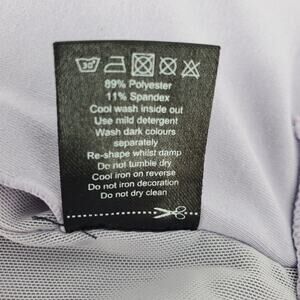 30°
89% Polyester
11% Spandex
Cool wash inside out
Use mild detergent
Wash dark colours
separately
Re-shape whilst damp
Do not tumble dry
Cool iron on reverse
Do not iron decoration
Do not dry clean